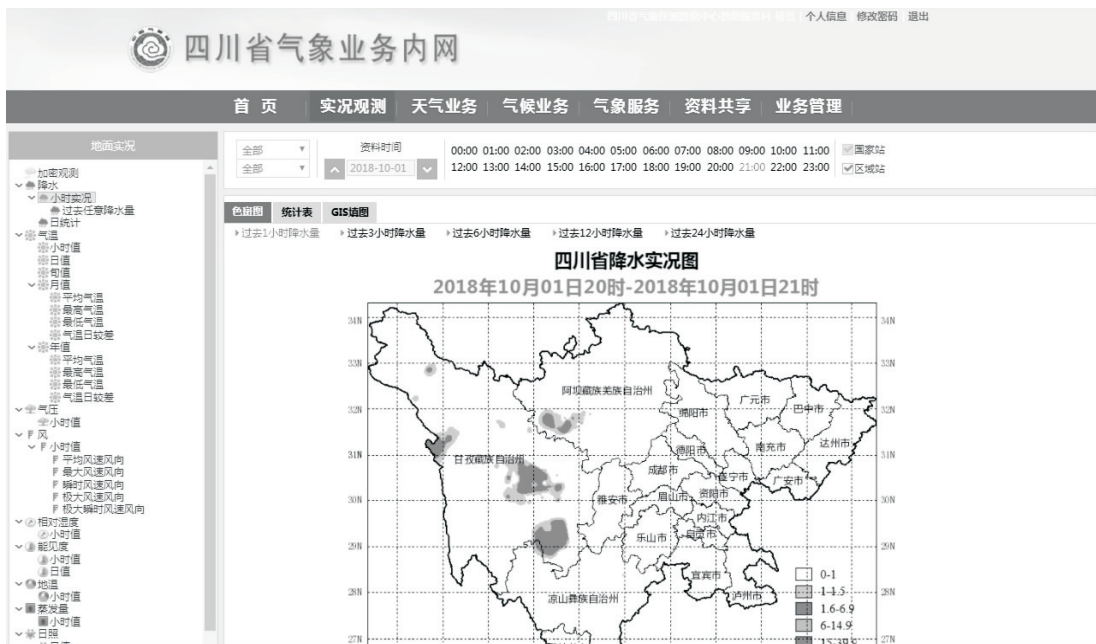 个人信息 修改密码 退出
四川省气象业务内网
首 页 实况观测 天气业务 气候业务 气象服务 资料共享 业务管理
地面实况
加密观测
降水
小时实况
过去任意降水量
日统计
气温
小时值
日值
旬值
月值
平均气温
最高气温
最低气温
气温日较差
年值
平均气温
最高气温
最低气温
气温日较差
气压
小时值
风
小时值
平均风速风向
最大风速风向
瞬时风速风向
极大风速风向
极大瞬时风速风向
相对湿度
小时值
能见度
小时值
日值
地温
小时值
蒸发量
小时值
日照
全部
全部
资料时间
2018-10-01
00:00 01:00 02:00 03:00 04:00 05:00 06:00 07:00 08:00 09:00 10:00 11:00 国家站
12:00 13:00 14:00 15:00 16:00 17:00 18:00 19:00 20:00 21:00 22:00 23:00 区域站
色斑图 统计表 GIS填图
过去1小时降水量 过去3小时降水量 过去6小时降水量 过去12小时降水量 过去24小时降水量
四川省降水实况图
2018年10月01日20时-2018年10月01日21时
34N 34N
33N 33N
阿坝藏族羌族自治州
广元市
绵阳市 巴中市
32N 32N
德阳市 南充市 达州市
31N 甘孜藏族自治州 31N
成都市
遂宁市 广安市
30N 雅安市 眉山市 资阳市 30N
内江市
乐山市 自贡市
29N 29N
宜宾市 0-1
28N 凉山彝族自治州 泸州市 1-1.5 28N
1.6-6.9
6-14.9
27N 15-39.9 27N